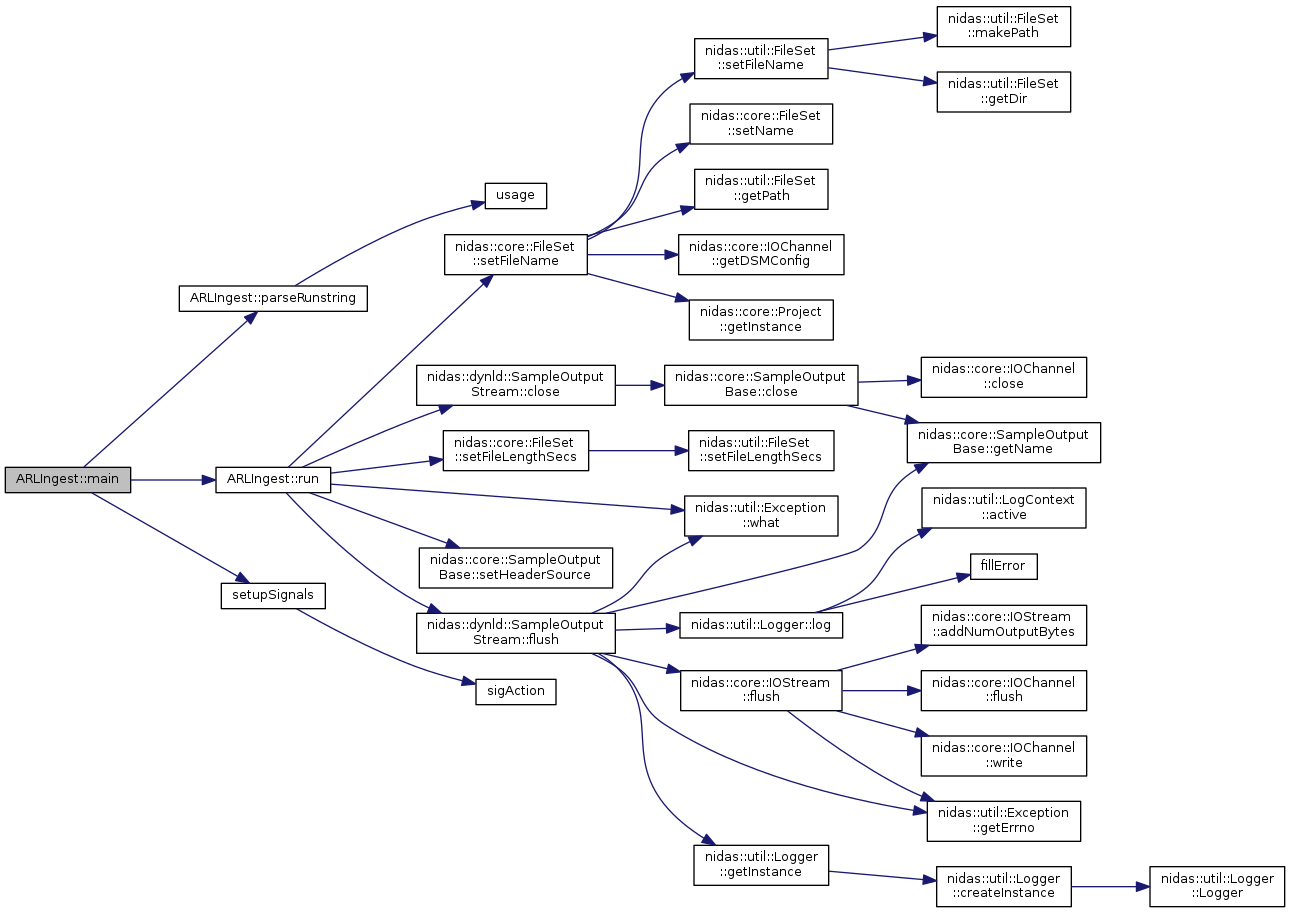 ARLIngest::main
ARLIngest::parseRunstring
ARLIngest::run
setupSignals
usage
nidas::core::FileSet
::setFileName
nidas::dynld::SampleOutput
Stream::close
nidas::core::FileSet
::setFileLengthSecs
nidas::core::SampleOutput
Base::setHeaderSource
nidas::dynld::SampleOutput
Stream::flush
sigAction
nidas::util::FileSet
::setFileName
nidas::core::FileSet
::setName
nidas::util::FileSet
::getPath
nidas::core::IOChannel
::getDSMConfig
nidas::core::Project
::getInstance
nidas::core::SampleOutput
Base::close
nidas::util::FileSet
::setFileLengthSecs
nidas::util::Exception
::what
nidas::util::Logger::log
nidas::core::IOStream
::flush
nidas::util::Logger
::getInstance
nidas::util::FileSet
::makePath
nidas::util::FileSet
::getDir
nidas::core::IOChannel
::close
nidas::core::SampleOutput
Base::getName
nidas::util::LogContext
::active
fillError
nidas::core::IOStream
::addNumOutputBytes
nidas::core::IOChannel
::flush
nidas::core::IOChannel
::write
nidas::util::Exception
::getErrno
nidas::util::Logger
::createInstance
nidas::util::Logger
::Logger